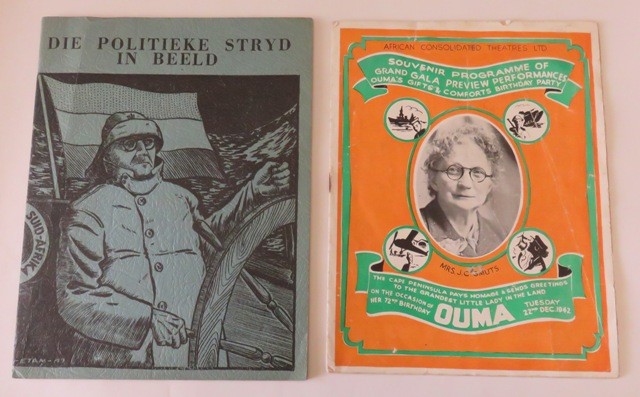 DIE POLITIEKE STRYD
IN BEELD
SUID-AFRIKA
AFRICAN CONSOLIDATED THEATRES LTD
SOUVENIR PROGRAMME OF
GRAND GALA PREVIEW PERFORMANCES
OUMA'S GIFTS & COMFORTS BIRTHDAY PARTY
MRS. J. C. SMUTS.
THE CAPE PENINSULA PAYS HOMAGE & SENDS GREETINGS
TO THE GRANDEST LITTLE LADY IN THE LAND
ON THE OCCASION OF
HER 72ND BIRTHDAY
OUMA
TUESDAY
22ND DEC. 1942